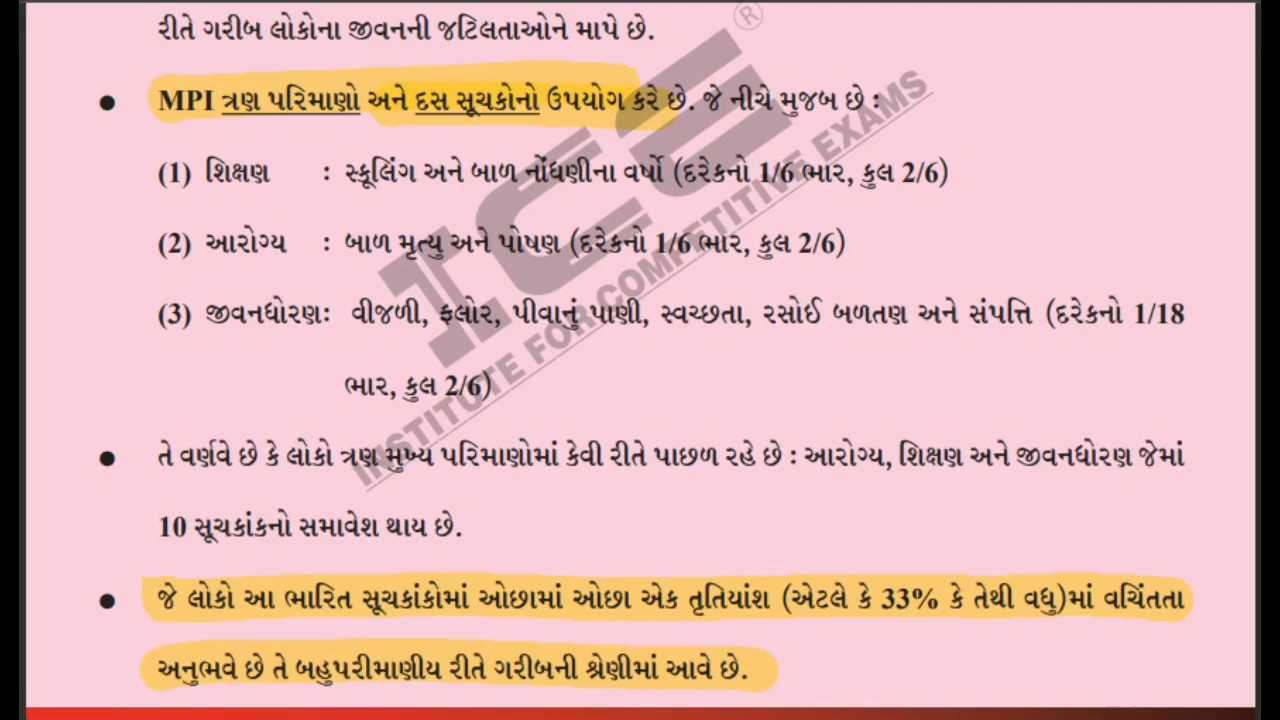 રીતે ગરીબ લોકોના જીવનની જટિલતાઓને માપે છે.
• MPI ત્રણ પરિમાણો અને દસ સૂચકોનો ઉપયોગ કરે છે. જે નીચે મુજબ છે :
(1) શિક્ષણ : સ્કૂલિંગ અને બાળ નોંધણીના વર્ષો (દરેકનો 1/6 ભાર, કુલ 2/6)
(2) આરોગ્ય : બાળ મૃત્યુ અને પોષણ (દરેકનો 1/6 ભાર, કુલ 2/6)
(3) જીવનધોરણઃ વીજળી, ફ્લોર, પીવાનું પાણી, સ્વચ્છતા, રસોઈ બળતણ અને સંપત્તિ (દરેકનો 1/18
ભાર, કુલ 2/6)
• તે વર્ણવે છે કે લોકો ત્રણ મુખ્ય પરિમાણોમાં કેવી રીતે પાછળ રહે છે : આરોગ્ય, શિક્ષણ અને જીવનધોરણ જેમાં
10 સૂચકાંકનો સમાવેશ થાય છે.
• જે લોકો આ ભારિત સૂચકાંકોમાં ઓછામાં ઓછા એક તૃતિયાંશ (એટલે કે 33% કે તેથી વધુ)માં વચિંતતા
અનુભવે છે તે બહુપરીમાણીય રીતે ગરીબની શ્રેણીમાં આવે છે.
ICE ®
INSTITUTE FOR COMPETITIVE EXAMS